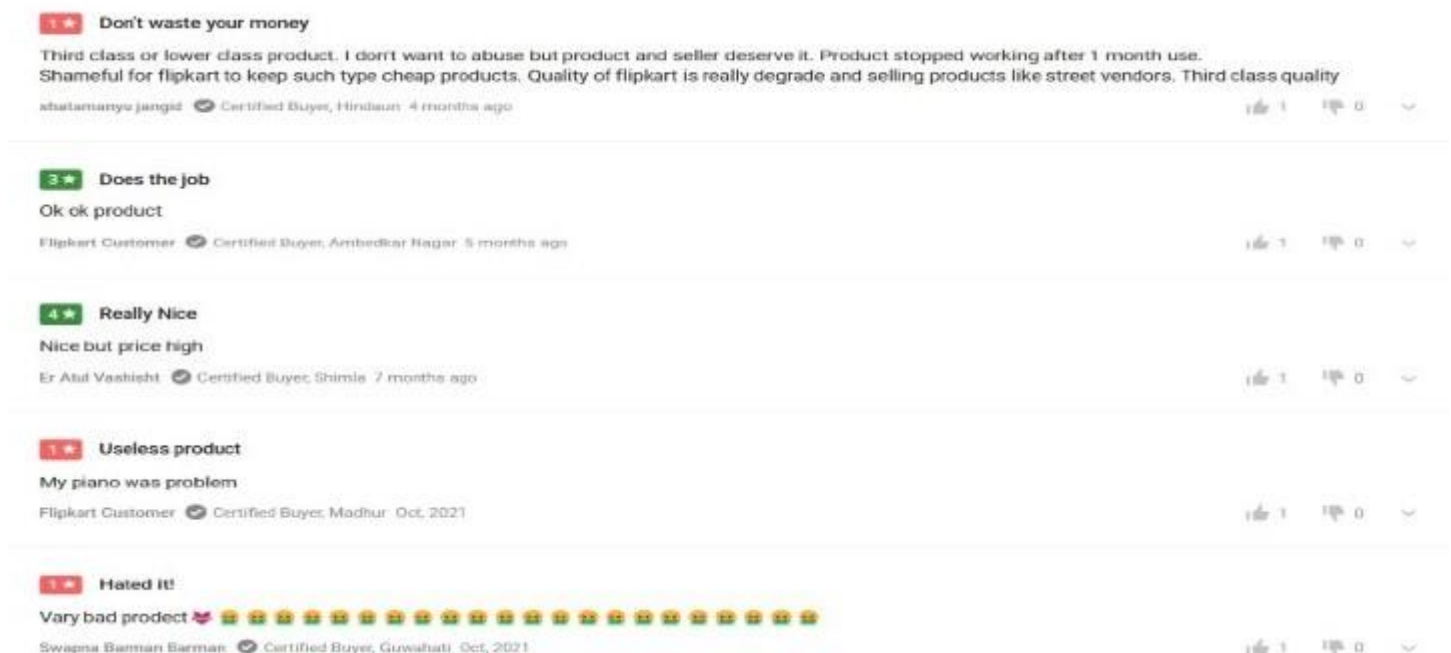 1★ Don't waste your money
Third class or lower class product. I don't want to abuse but product and seller deserve it. Product stopped working after 1 month use.
Shameful for flipkart to keep such type cheap products. Quality of flipkart is really degrade and selling products like street vendors. Third class quality
shatamanyu jangid Certified Buyer, Hindaun 4 months ago 1 0
3★ Does the job
Ok ok product
Flipkart Customer Certified Buyer, Ambedkar Nagar 5 months ago 1 0
4★ Really Nice
Nice but price high
Er Atul Vashisht Certified Buyer, Shimla 7 months ago 1 0
1★ Useless product
My piano was problem
Flipkart Customer Certified Buyer, Madhur Oct, 2021 1 0
1★ Hated it!
Vary bad prodect
Swapna Barman Barman Certified Buyer, Guwahati Oct, 2021 1 0